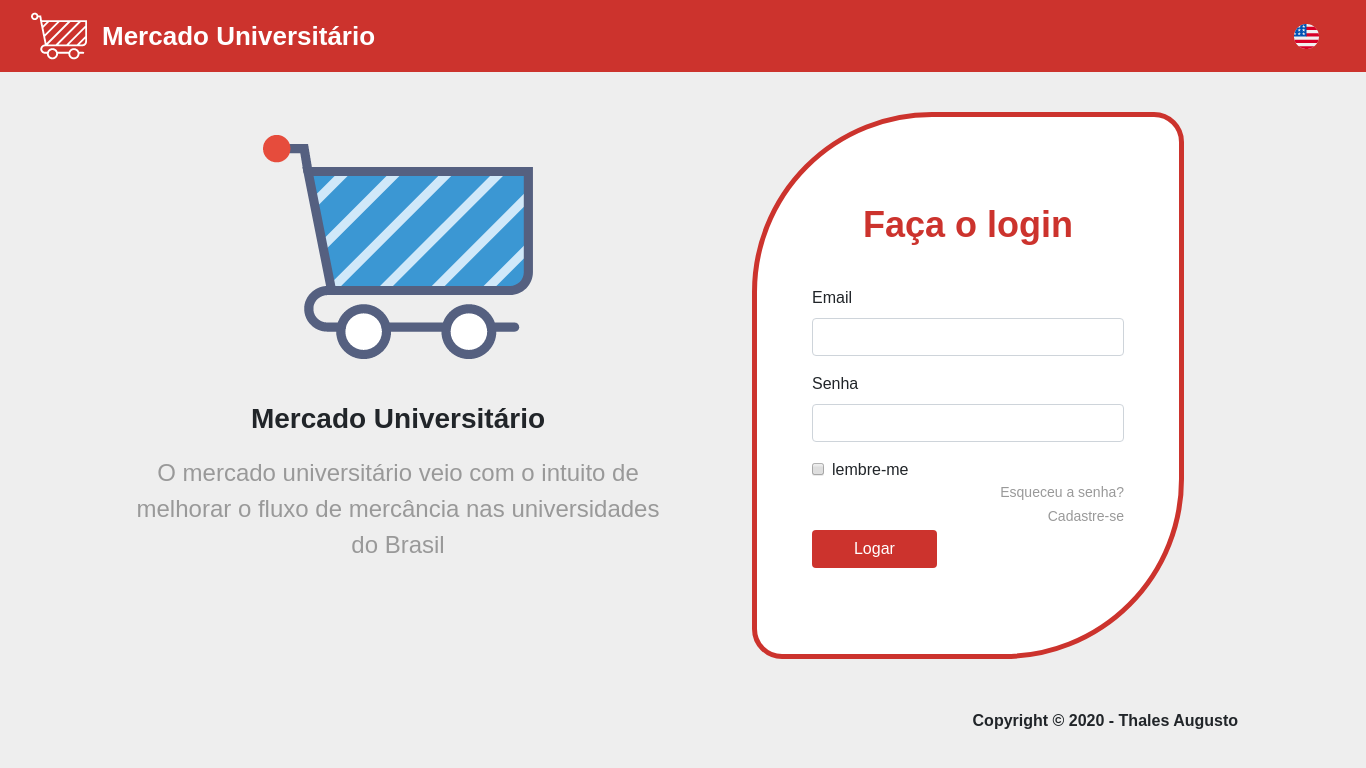 Mercado Universitário
Mercado Universitário
O mercado universitário veio com o intuito de
melhorar o fluxo de mercância nas universidades
do Brasil
Faça o login
Email
Senha
lembre-me
Esqueceu a senha?
Cadastre-se
Logar
Copyright © 2020 - Thales Augusto